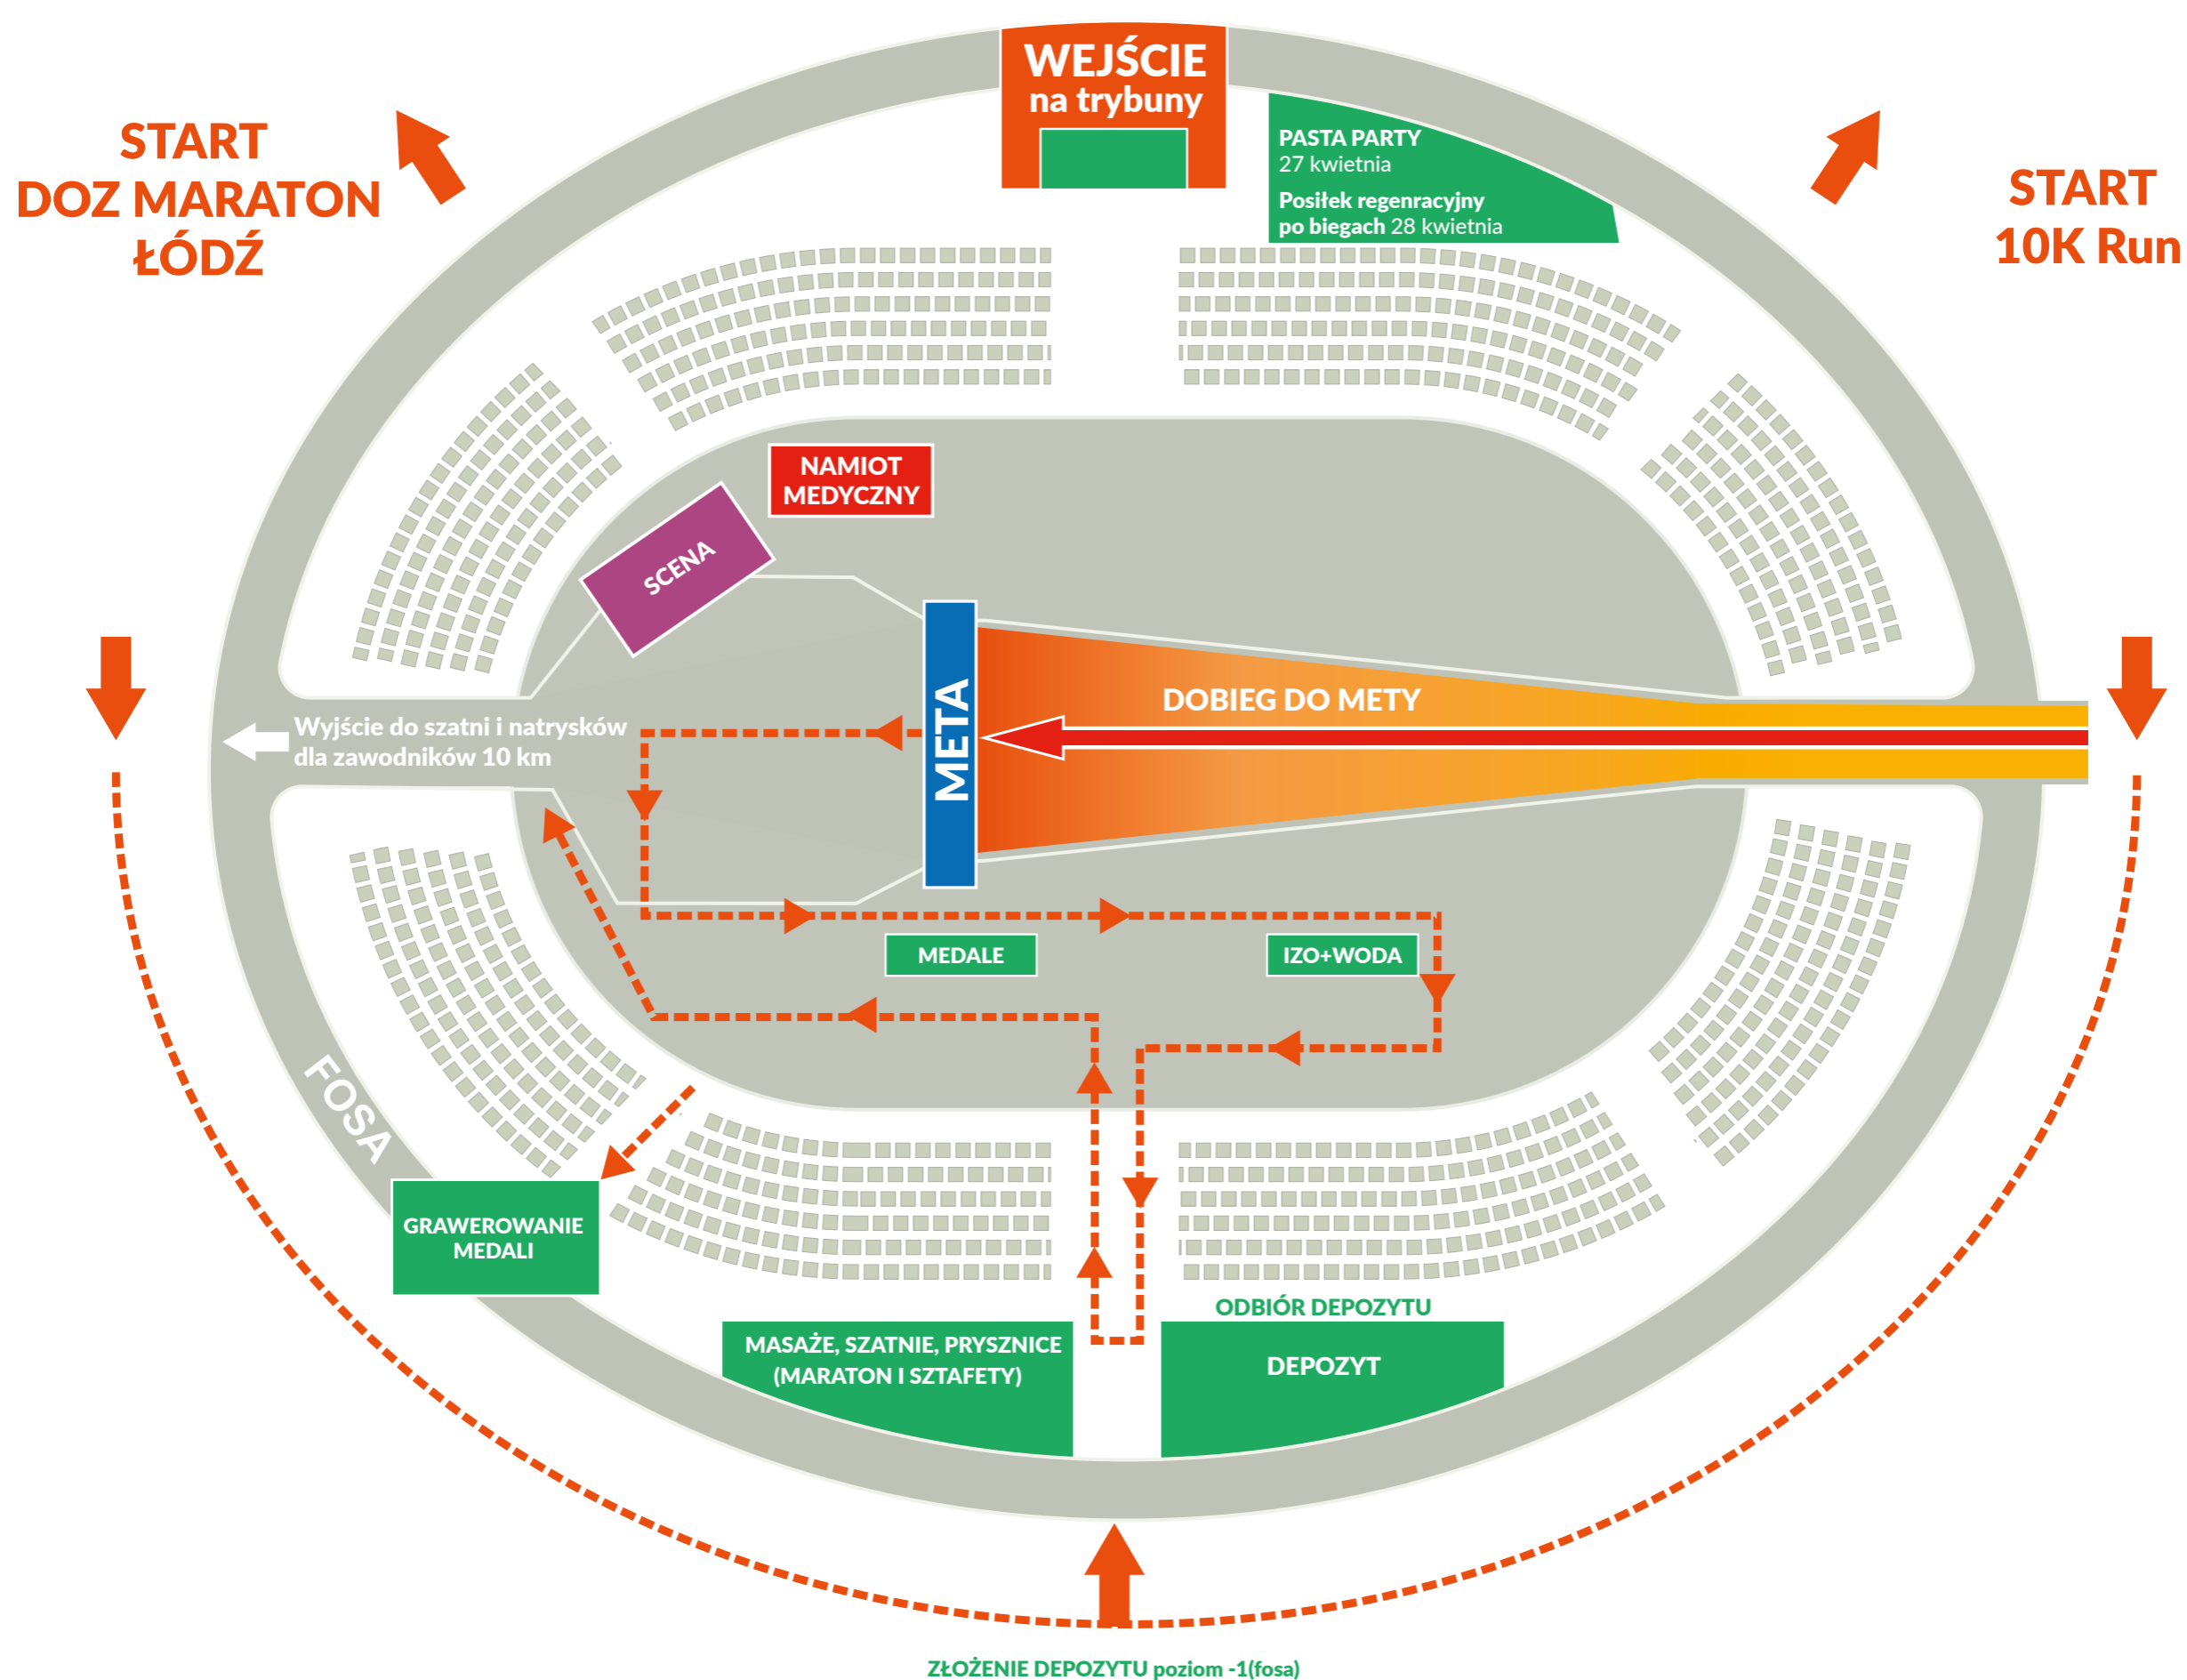 WEJŚCIE
na trybuny
START
DOZ MARATON
ŁÓDŹ
PASTA PARTY
27 kwietnia
Posiłek regenracyjny
po biegach 28 kwietnia
START
10K Run
NAMIOT
MEDYCZNY
SCENA
META
DOBIEG DO METY
Wyjście do szatni i natrysków
dla zawodników 10 km
MEDALE
IZO+WODA
FOSA
GRAWEROWANIE
MEDALI
ODBIÓR DEPOZYTU
MASAŻE, SZATNIE, PRYSZNICE
(MARATON I SZTAFETY)
DEPOZYT
ZŁOŻENIE DEPOZYTU poziom -1(fosa)